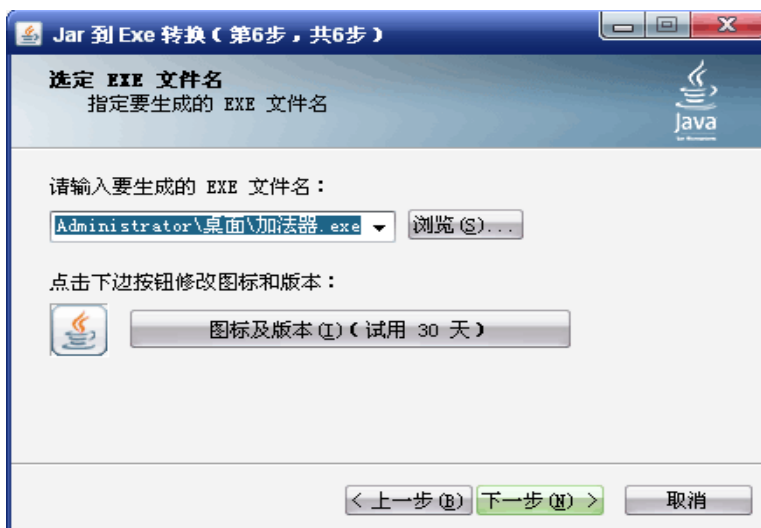 Jar 到 Exe 转换（第6步，共6步）
选定 EXE 文件名
指定要生成的 EXE 文件名
Java
请输入要生成的 EXE 文件名：
Administrator\桌面\加法器.exe
浏览(S)...
点击下边按钮修改图标和版本：
图标及版本(I)（试用 30 天）
< 上一步(B)
下一步(N) >
取消